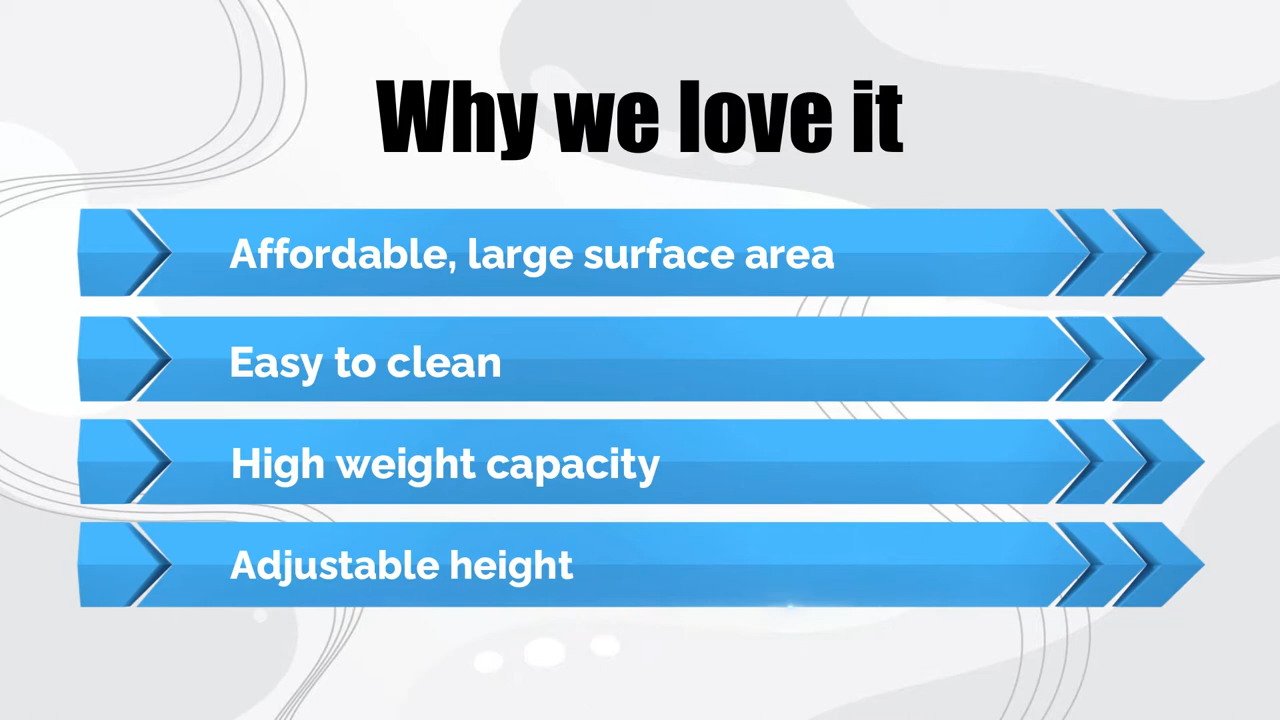 Why we love it
Affordable, large surface area
Easy to clean
High weight capacity
Adjustable height